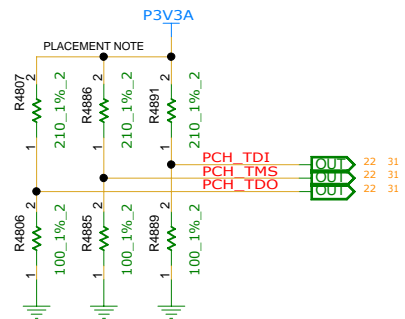 P3V3A
PLACEMENT NOTE
R4807
2
1
210_1%_2
R4886
2
1
210_1%_2
R4891
2
1
210_1%_2
PCH_TDI
OUT
22 31
PCH_TMS
OUT
22 31
PCH_TDO
OUT
22 31
R4806
2
1
100_1%_2
R4885
2
1
100_1%_2
R4889
2
1
100_1%_2